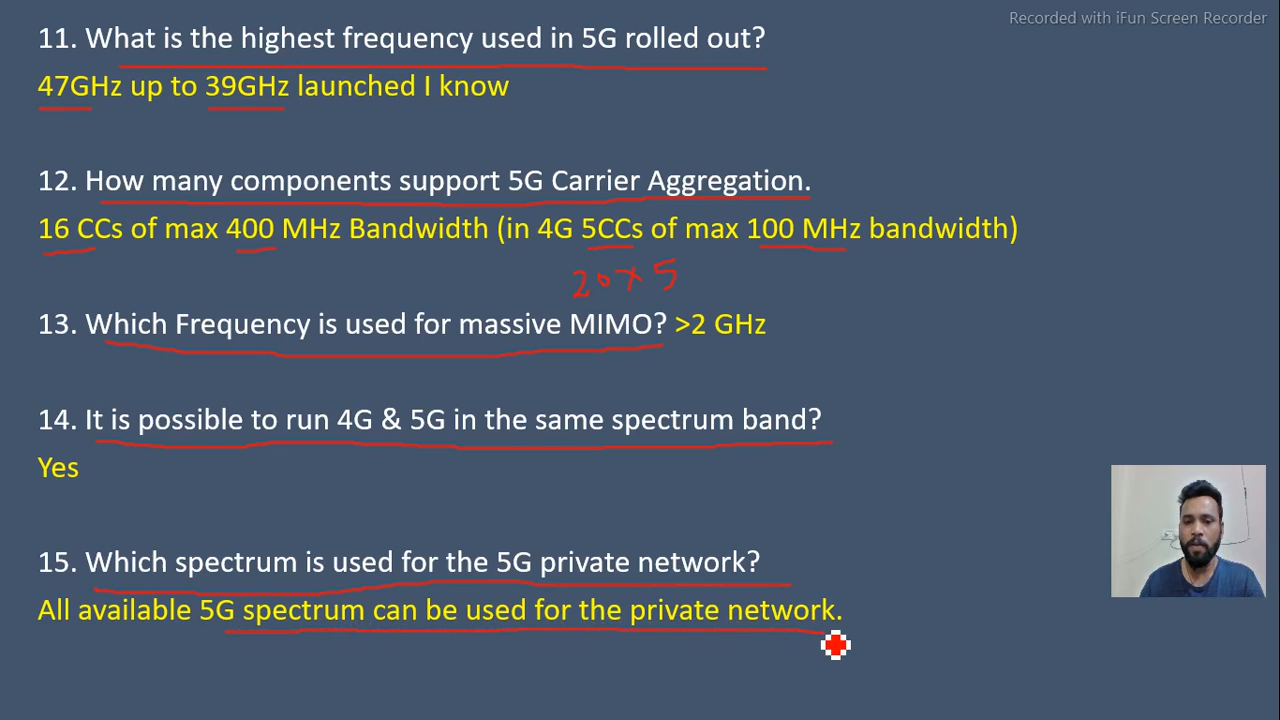 Recorded with iFun Screen Recorder
11. What is the highest frequency used in 5G rolled out?
47GHz up to 39GHz launched I know
12. How many components support 5G Carrier Aggregation.
16 CCs of max 400 MHz Bandwidth (in 4G 5CCs of max 100 MHz bandwidth)
20x5
13. Which Frequency is used for massive MIMO? >2 GHz
14. It is possible to run 4G & 5G in the same spectrum band?
Yes
15. Which spectrum is used for the 5G private network?
All available 5G spectrum can be used for the private network.